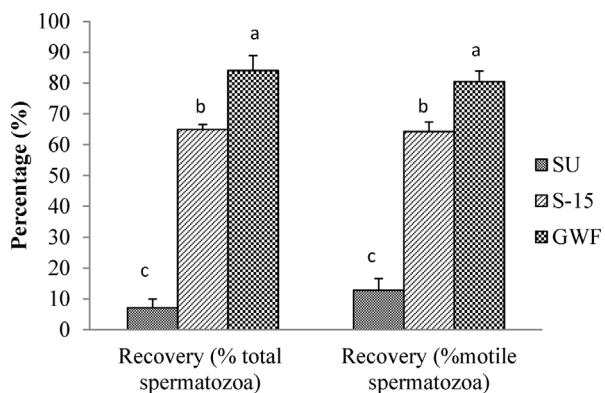 100
90
80
70
60
50
40
30
20
10
0
Percentage (%)
c
b
a
c
b
a
Recovery (% total
spermatozoa)
Recovery (%motile
spermatozoa)
SU
S-15
GWF